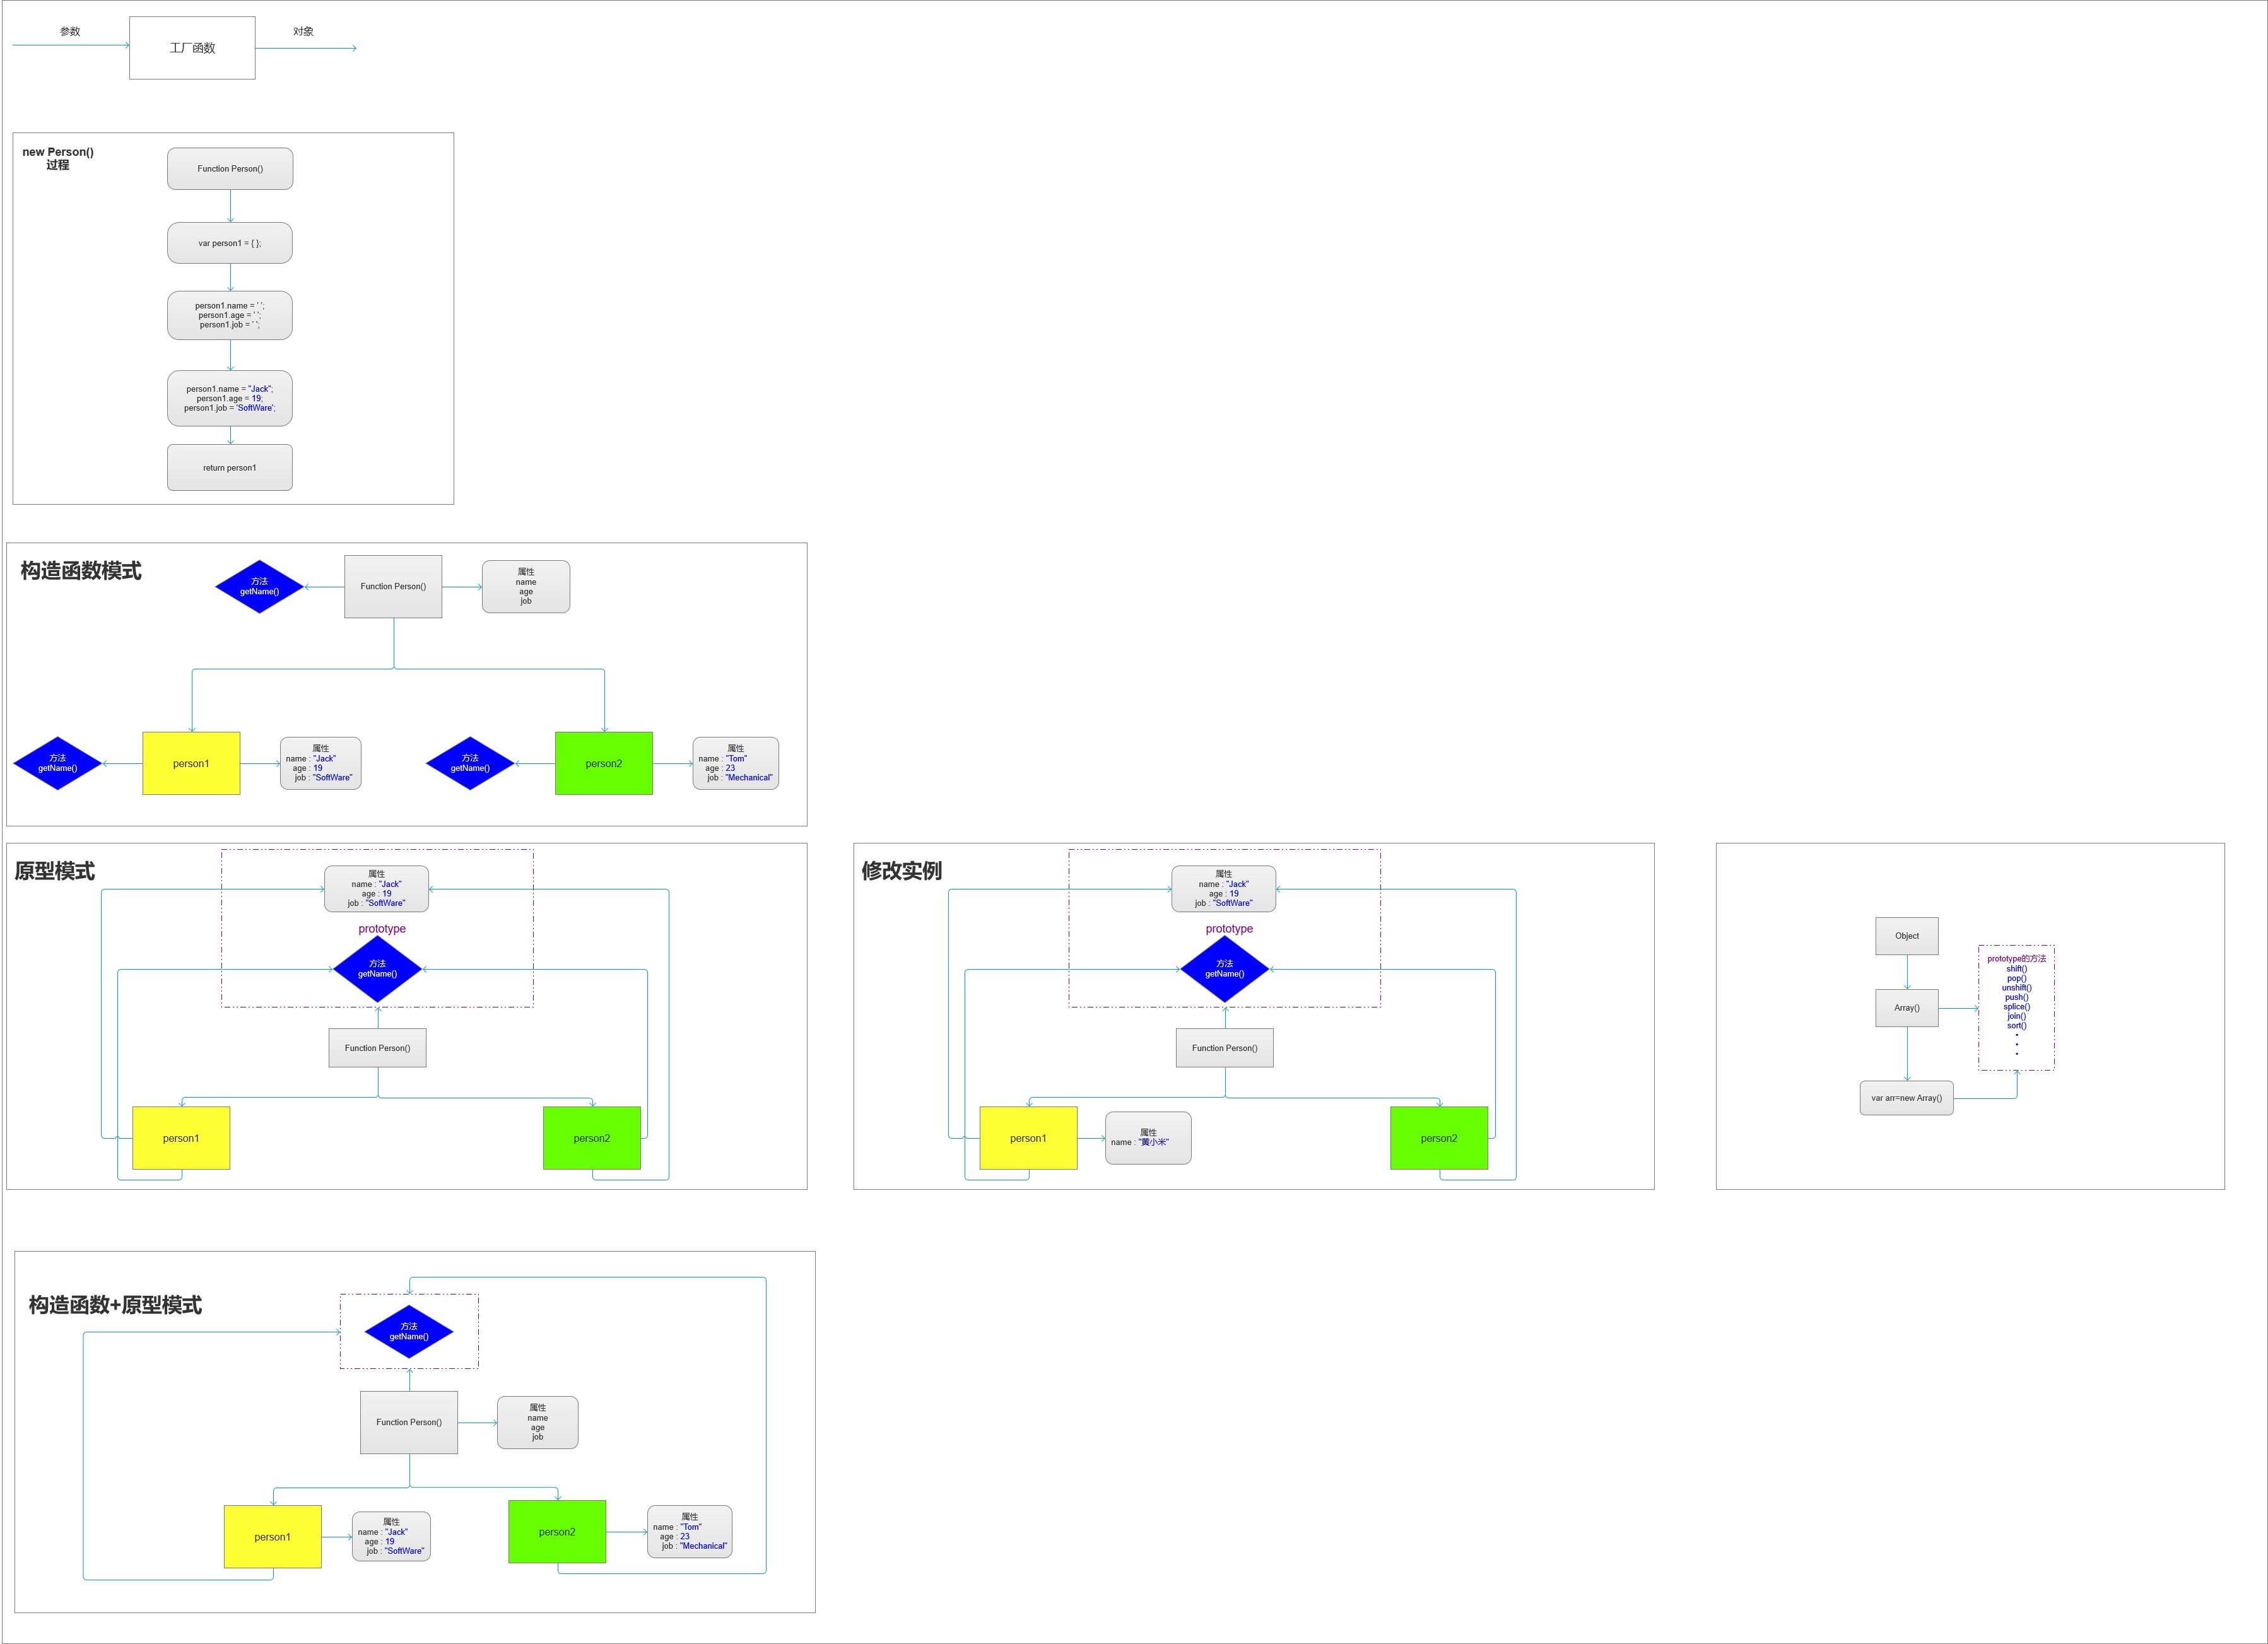 参数
工厂函数
对象
new Person()
过程
Function Person()
var person1 = { };
person1.name = ' ';
person1.age = ' ';
person1.job = ' ';
person1.name = "Jack";
person1.age = 19;
person1.job = 'SoftWare';
return person1
构造函数模式
方法
getName()
Function Person()
属性
name
age
job
方法
getName()
person1
属性
name : "Jack"
age : 19
job : "SoftWare"
方法
getName()
person2
属性
name : "Tom"
age : 23
job : "Mechanical"
原型模式
属性
name : "Jack"
age : 19
job : "SoftWare"
prototype
方法
getName()
Function Person()
person1
person2
修改实例
属性
name : "Jack"
age : 19
job : "SoftWare"
prototype
方法
getName()
Function Person()
person1
属性
name : "黄小米"
person2
Object
Array()
prototype的方法
shift()
pop()
unshift()
push()
splice()
join()
sort()
•
•
•
var arr=new Array()
构造函数+原型模式
方法
getName()
Function Person()
属性
name
age
job
person1
属性
name : "Jack"
age : 19
job : "SoftWare"
person2
属性
name : "Tom"
age : 23
job : "Mechanical"